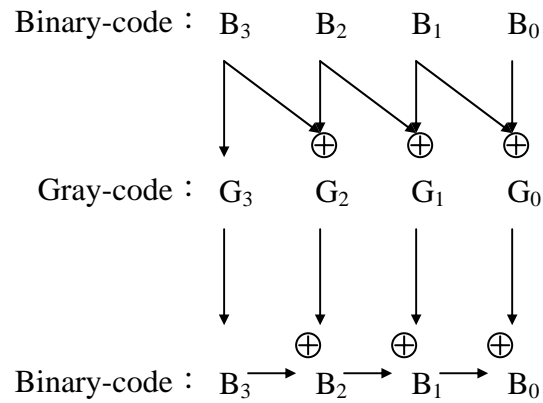 Binary-code： B₃ B₂ B₁ B₀
⊕ ⊕ ⊕
Gray-code： G₃ G₂ G₁ G₀
⊕ ⊕ ⊕
Binary-code： B₃ B₂ B₁ B₀